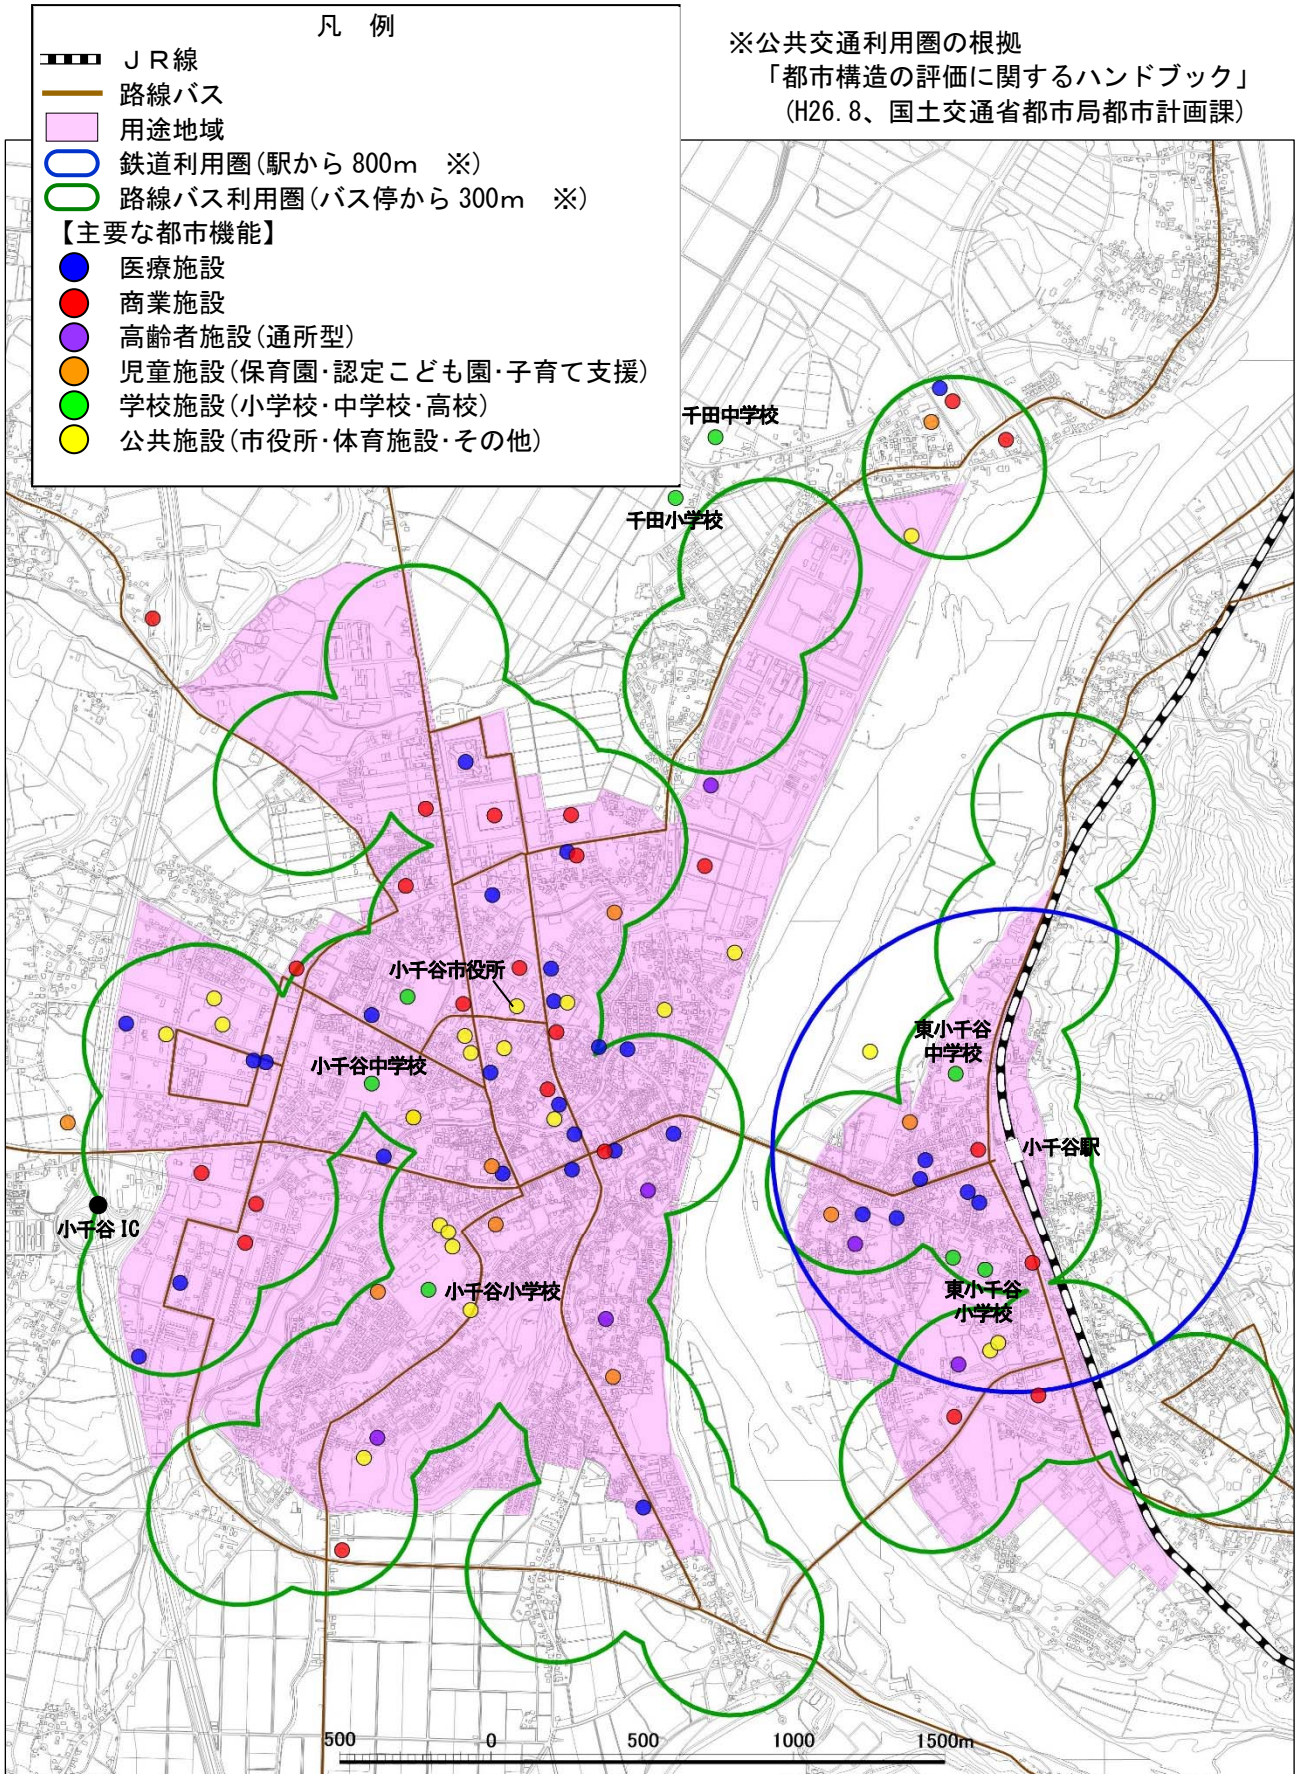 凡 例
ＪＲ線
路線バス
用途地域
鉄道利用圏(駅から 800ｍ ※)
路線バス利用圏(バス停から 300ｍ ※)
【主要な都市機能】
医療施設
商業施設
高齢者施設(通所型)
児童施設(保育園･認定こども園･子育て支援)
学校施設(小学校･中学校･高校)
公共施設(市役所･体育施設･その他)
※公共交通利用圏の根拠
「都市構造の評価に関するハンドブック」
(H26.8、国土交通省都市局都市計画課)
千田中学校
千田小学校
小千谷市役所
小千谷中学校
東小千谷
中学校
小千谷駅
小千谷 IC
小千谷小学校
東小千谷
小学校
500 0 500 1000 1500m